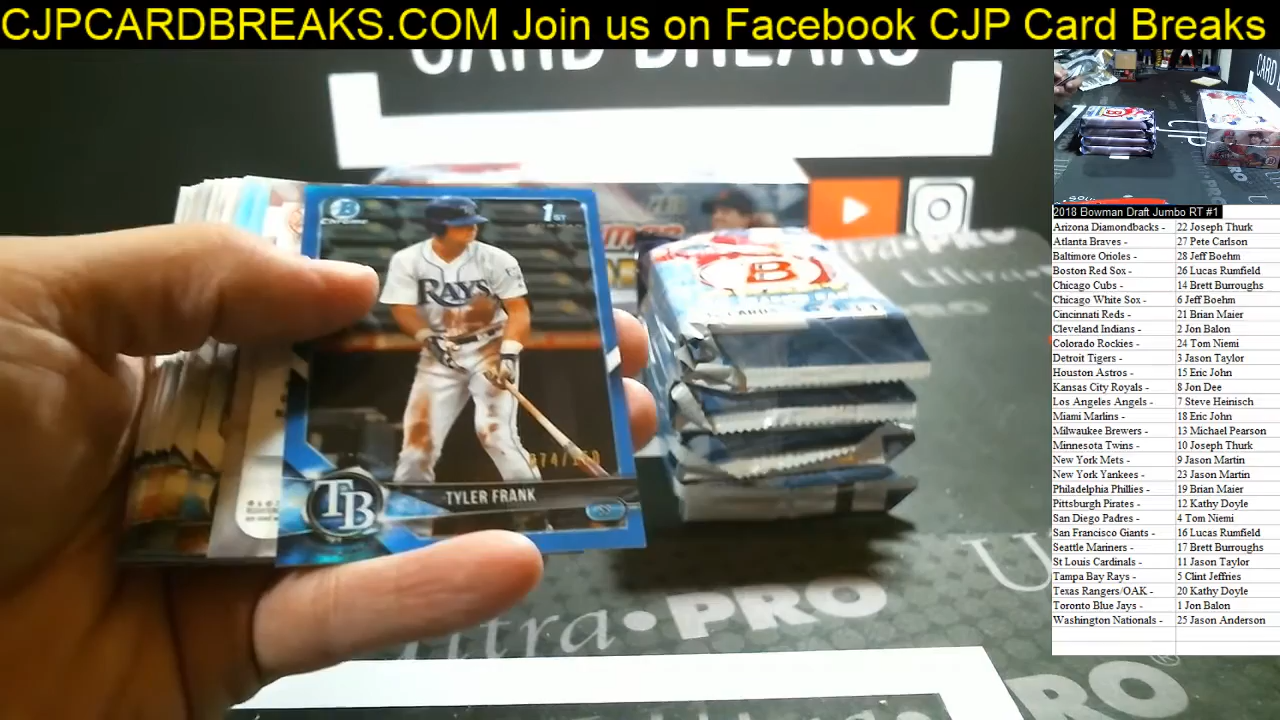 CJPCARDBREAKS.COM Join us on Facebook CJP Card Breaks
CARD BREAKS
Chrome
1ST
RAYS
TB
TYLER FRANK
B
Ultra•PRO
PRO
CJP
2018 Bowman Draft Jumbo RT #1
Arizona Diamondbacks - 22 Joseph Thurk
Atlanta Braves - 27 Pete Carlson
Baltimore Orioles - 28 Jeff Boehm
Boston Red Sox - 26 Lucas Rumfield
Chicago Cubs - 14 Brett Burroughs
Chicago White Sox - 6 Jeff Boehm
Cincinnati Reds - 21 Brian Maier
Cleveland Indians - 2 Jon Balon
Colorado Rockies - 24 Tom Niemi
Detroit Tigers - 3 Jason Taylor
Houston Astros - 15 Eric John
Kansas City Royals - 8 Jon Dee
Los Angeles Angels - 7 Steve Heinisch
Miami Marlins - 18 Eric John
Milwaukee Brewers - 13 Michael Pearson
Minnesota Twins - 10 Joseph Thurk
New York Mets - 9 Jason Martin
New York Yankees - 23 Jason Martin
Philadelphia Phillies - 19 Brian Maier
Pittsburgh Pirates - 12 Kathy Doyle
San Diego Padres - 4 Tom Niemi
San Francisco Giants - 16 Lucas Rumfield
Seattle Mariners - 17 Brett Burroughs
St Louis Cardinals - 11 Jason Taylor
Tampa Bay Rays - 5 Clint Jeffries
Texas Rangers/OAK - 20 Kathy Doyle
Toronto Blue Jays - 1 Jon Balon
Washington Nationals - 25 Jason Anderson